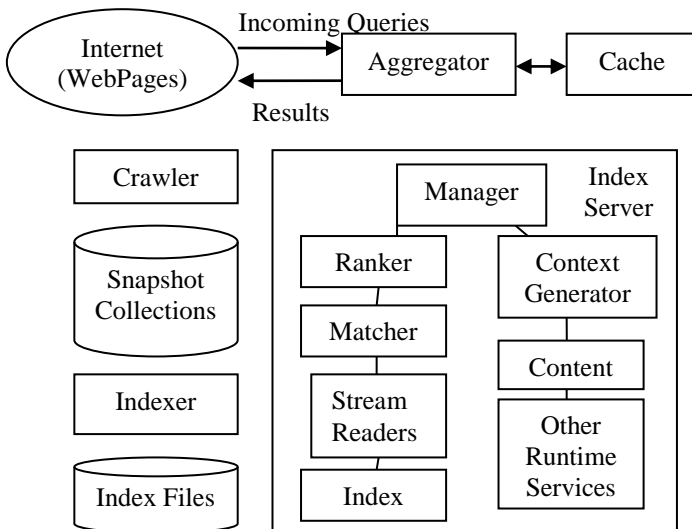 Incoming Queries
Internet
(WebPages)
Aggregator
Cache
Results
Crawler
Snapshot
Collections
Indexer
Index Files
Index
Server
Manager
Ranker
Matcher
Stream
Readers
Index
Context
Generator
Content
Other
Runtime
Services